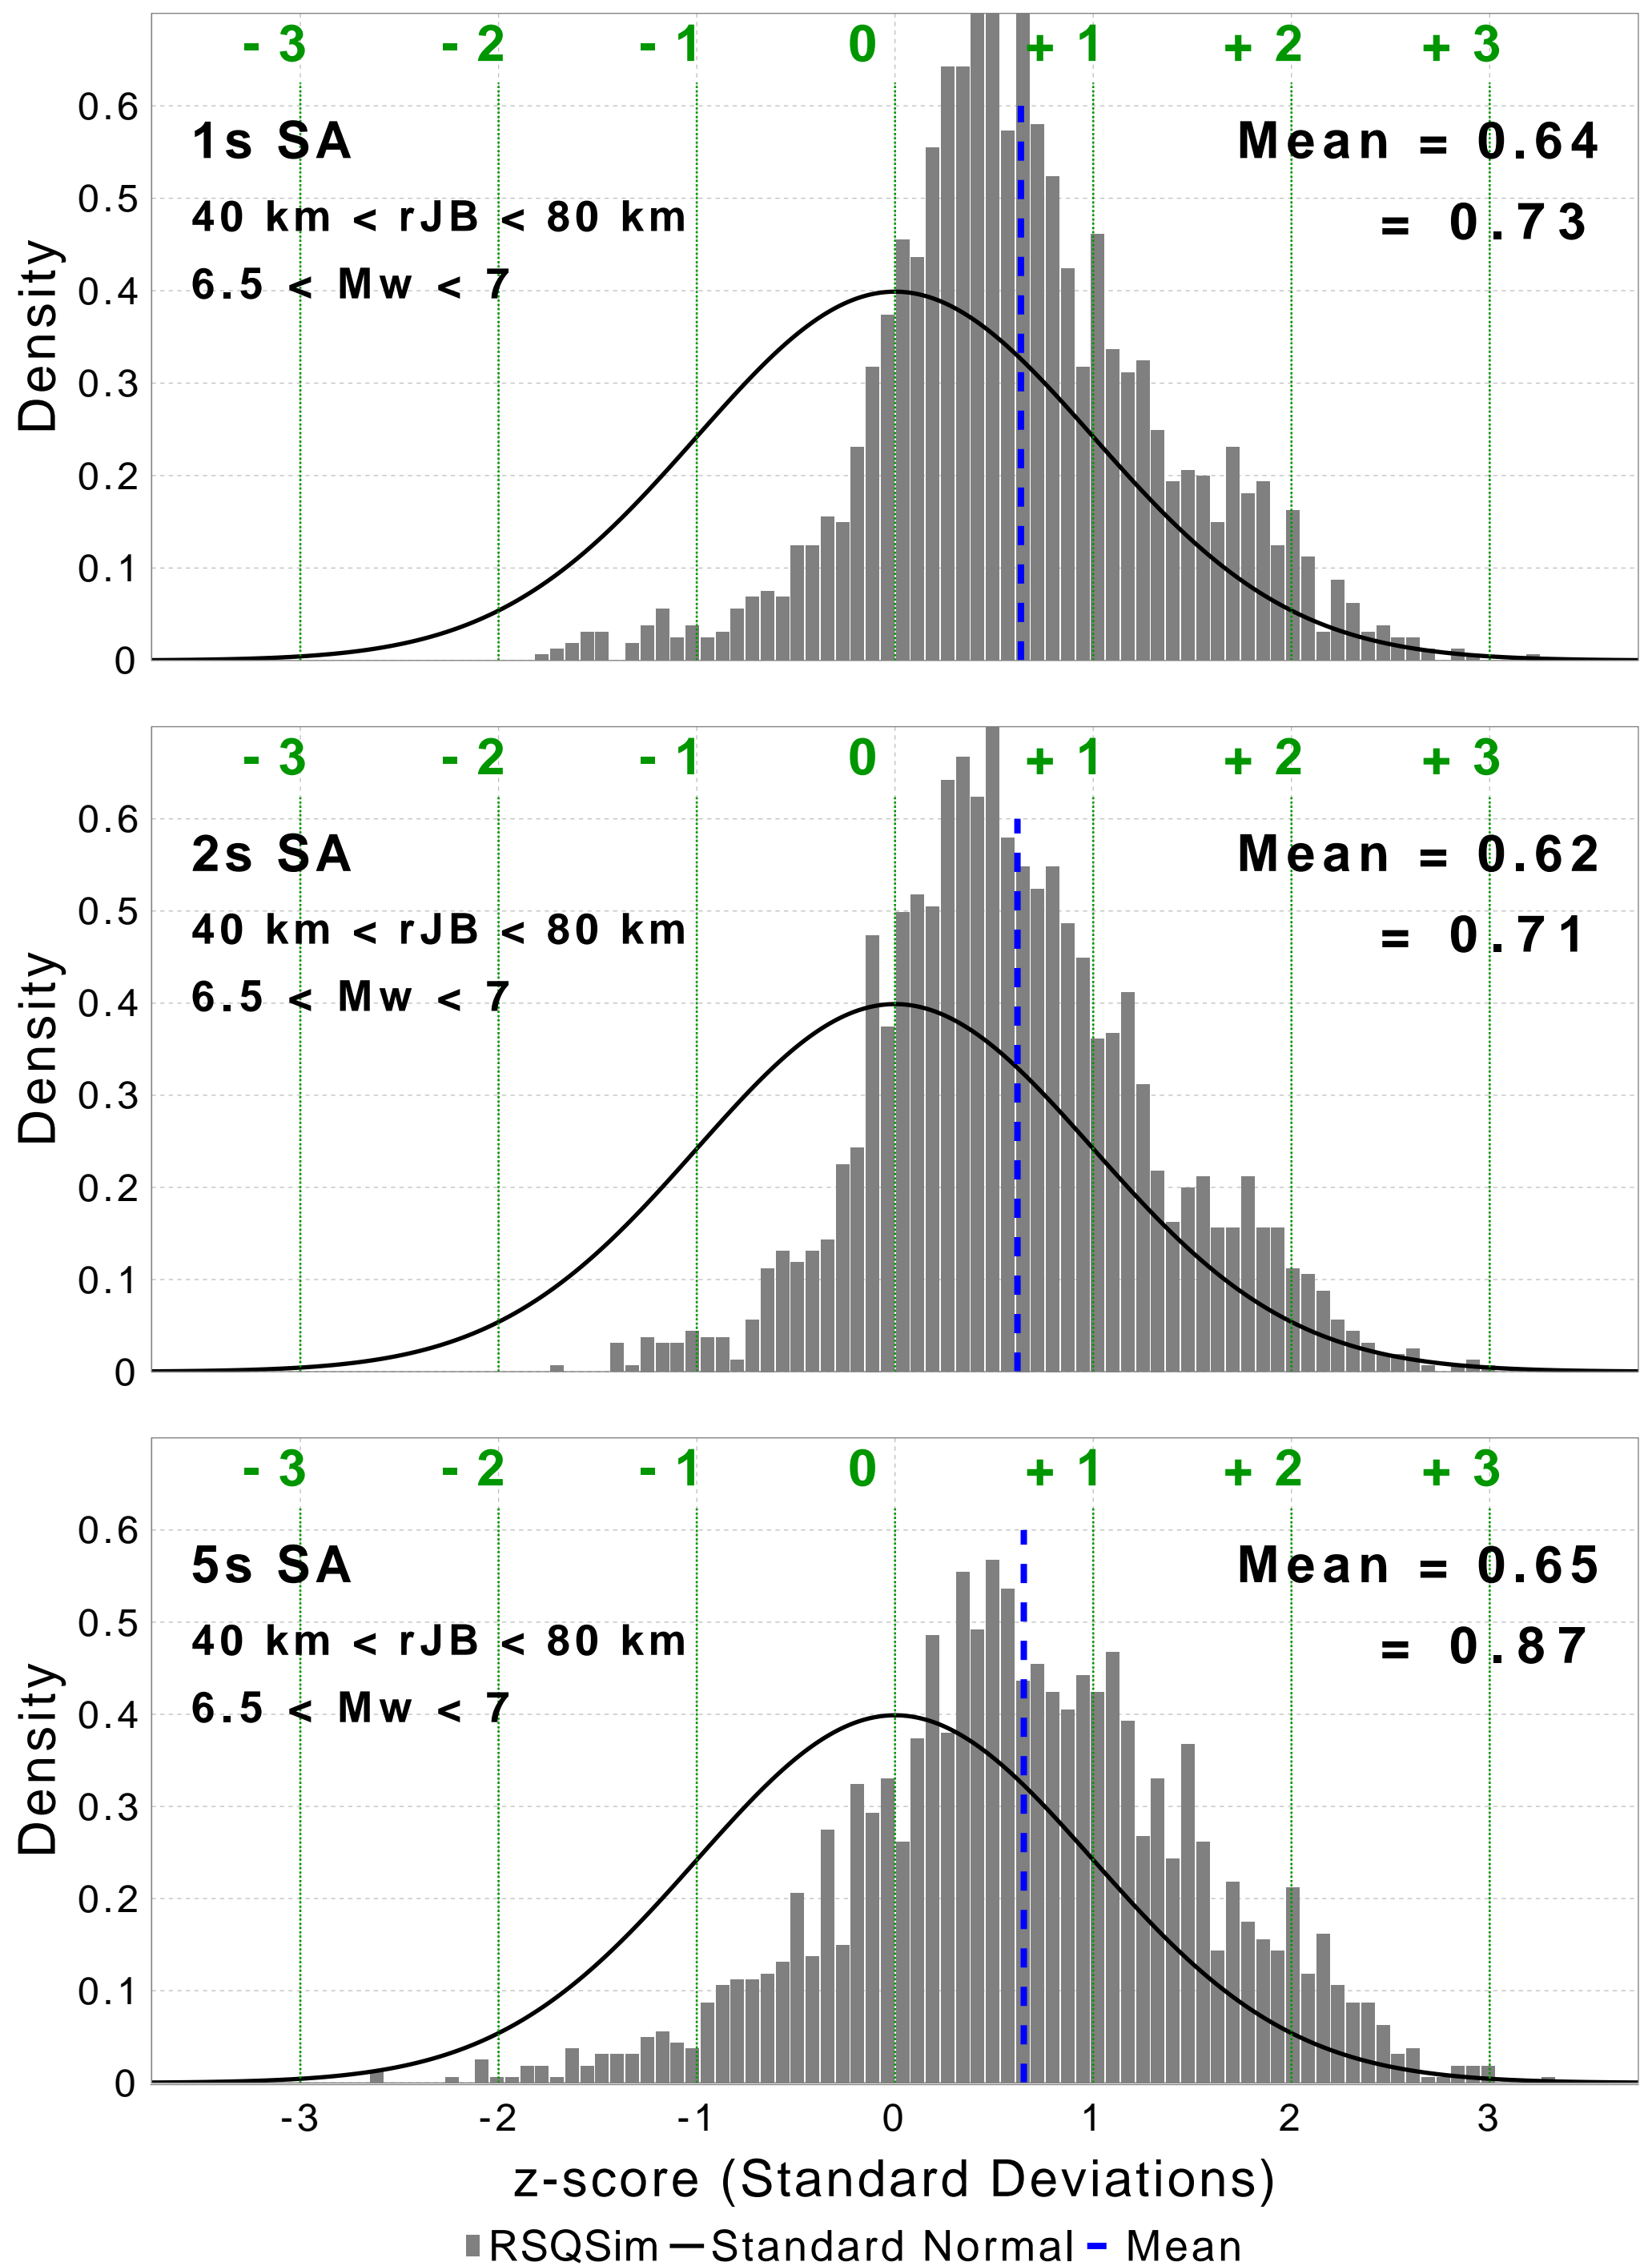 - 3 - 2 - 1 0 + 1 + 2 + 3
0.6
1s SA
Mean = 0.64
0.5
40 km < rJB < 80 km
= 0.73
6.5 < Mw < 7
0.4
Density
0.3
0.2
0.1
0
- 3 - 2 - 1 0 + 1 + 2 + 3
0.6
2s SA
Mean = 0.62
0.5
40 km < rJB < 80 km
= 0.71
6.5 < Mw < 7
0.4
Density
0.3
0.2
0.1
0
- 3 - 2 - 1 0 + 1 + 2 + 3
0.6
5s SA
Mean = 0.65
0.5
40 km < rJB < 80 km
= 0.87
6.5 < Mw < 7
0.4
Density
0.3
0.2
0.1
0
-3 -2 -1 0 1 2 3
z-score (Standard Deviations)
RSQSim Standard Normal Mean